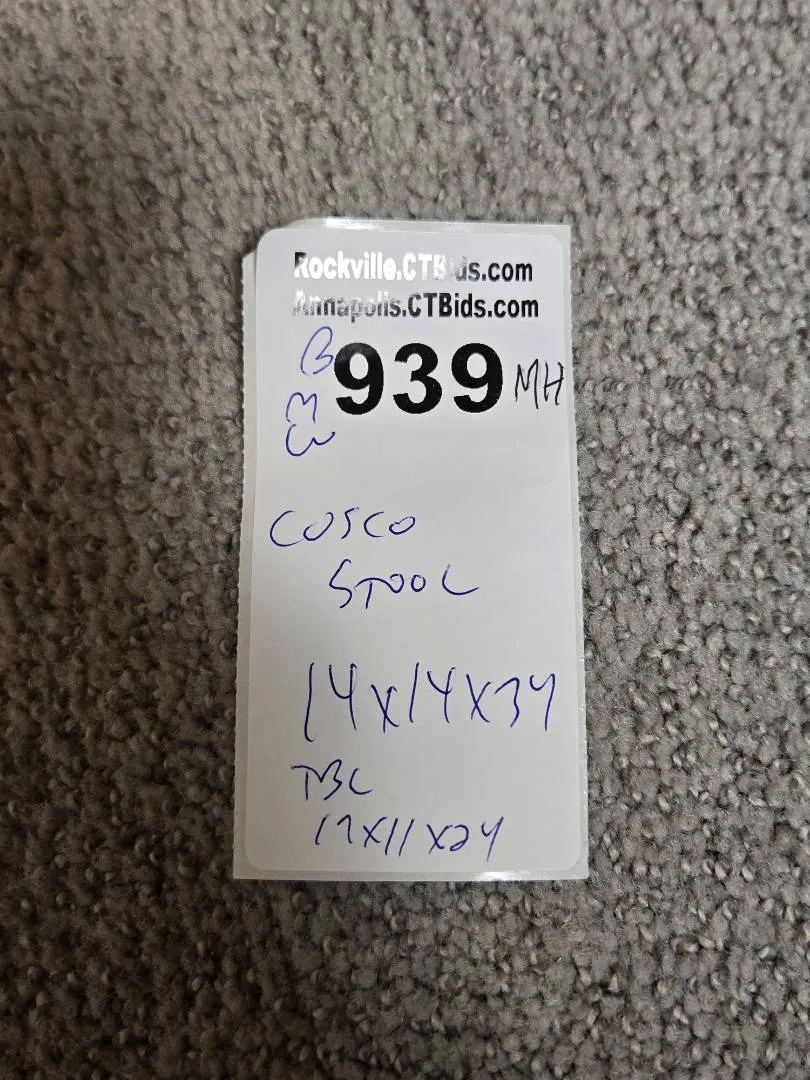 Rockville.CTBids.com
Annapolis.CTBids.com
B 939 MH
COSCO
STOOL
14X14X34
TBL
17X11X24